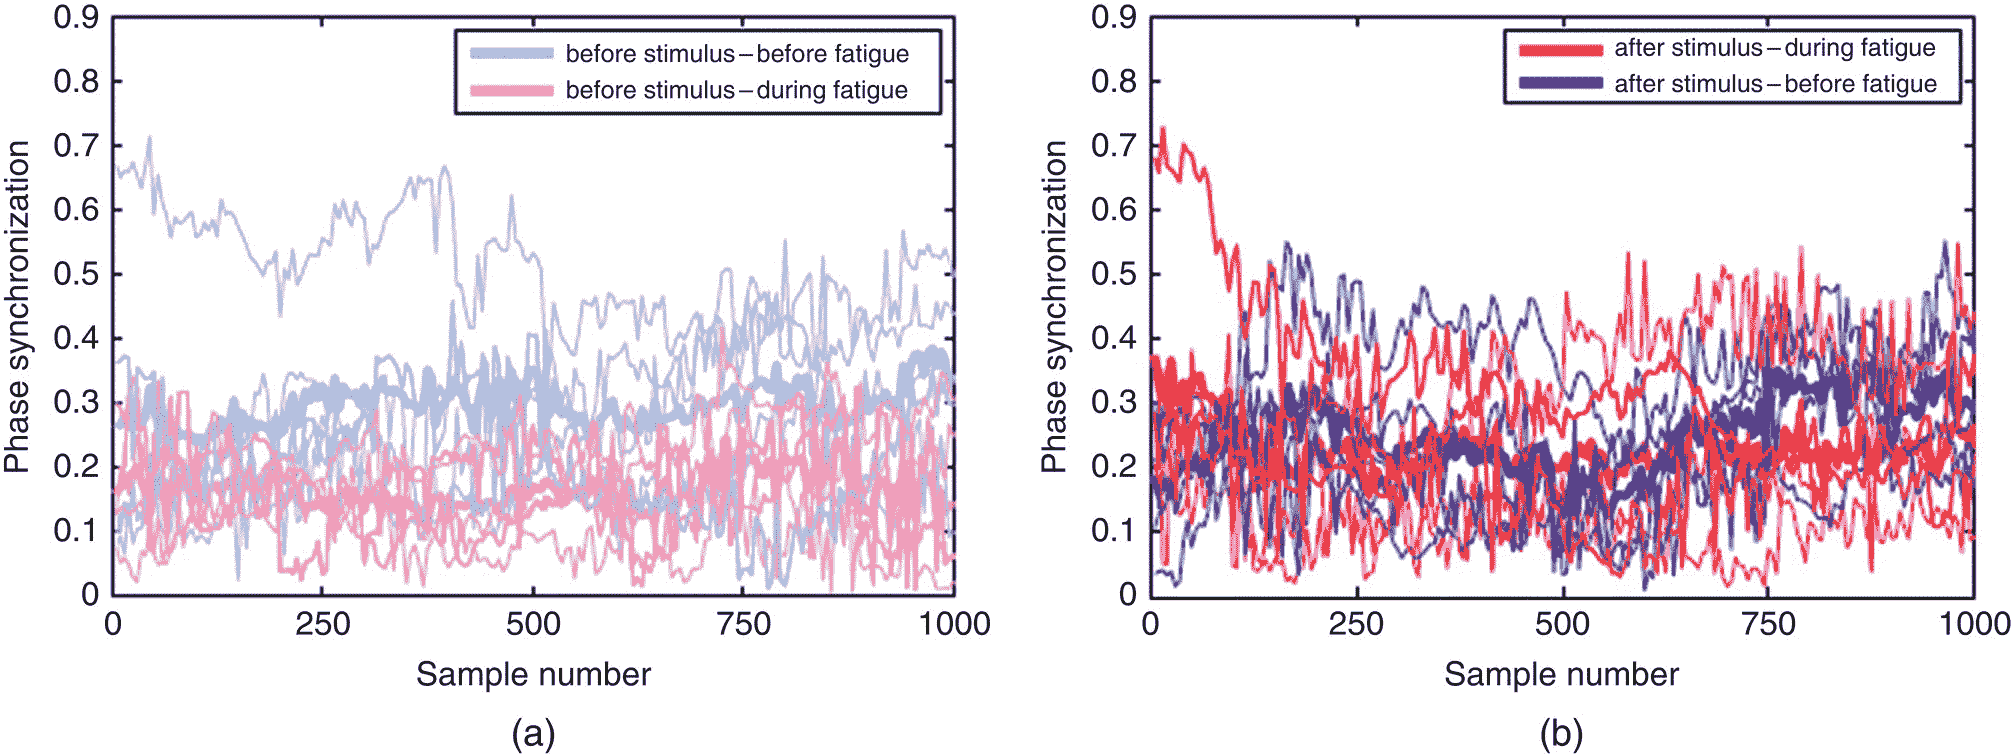 0.9
0.8
0.7
0.6
0.5
0.4
0.3
0.2
0.1
0
Phase synchronization
before stimulus–before fatigue
before stimulus–during fatigue
0 250 500 750 1000
Sample number
(a)
0.9
0.8
0.7
0.6
0.5
0.4
0.3
0.2
0.1
0
Phase synchronization
after stimulus–during fatigue
after stimulus–before fatigue
0 250 500 750 1000
Sample number
(b)